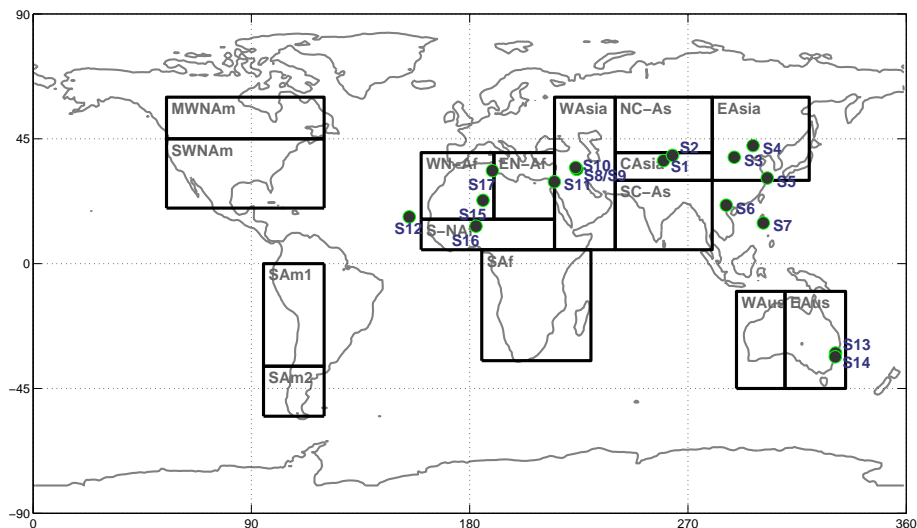 90
45
0
−45
−90
0
90
180
270
360
MWNAm
SWNAm
WAsia
NC−As
EAsia
WN−Af
EN−Af
CAsia
SC−As
S−NAf
SAf
SAm1
SAm2
WAus
EAus
S1
S2
S3
S4
S5
S6
S7
S8/S9
S10
S11
S12
S13
S14
S15
S16
S17